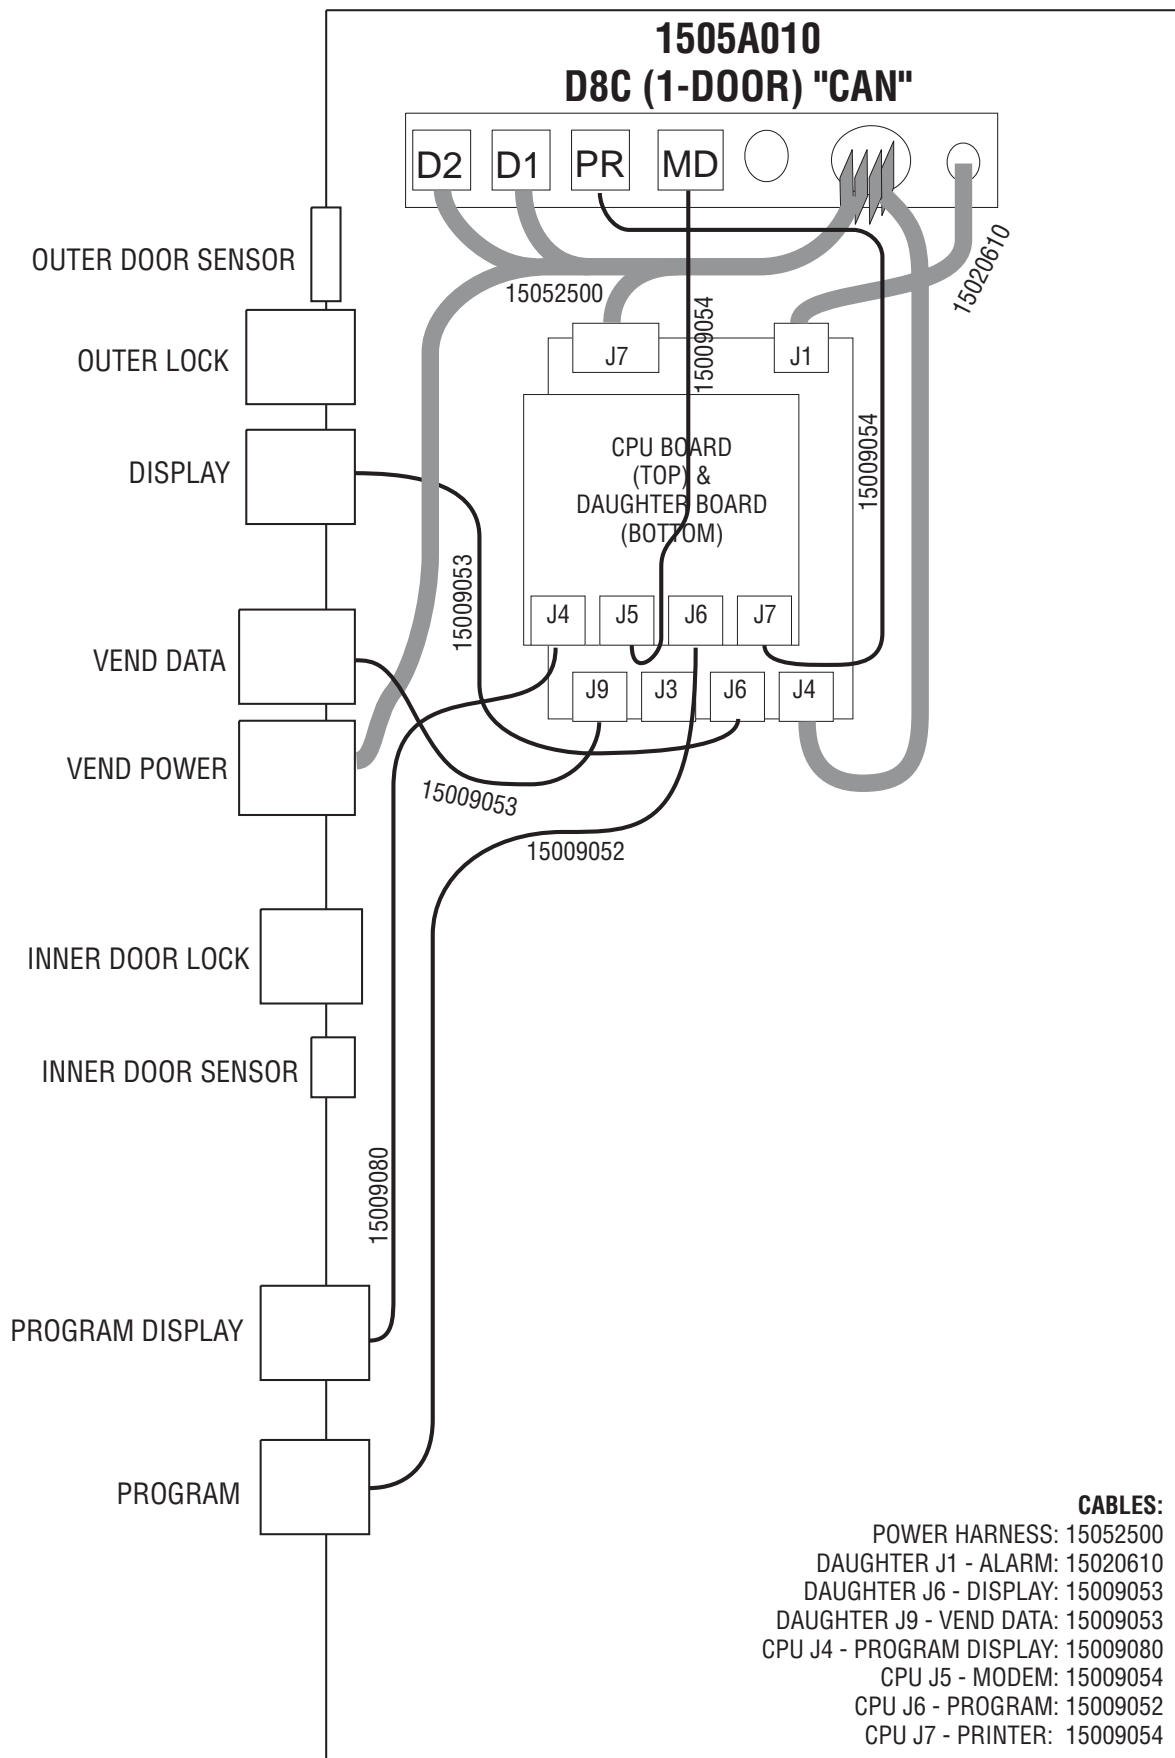 1505A010
D8C (1-DOOR) "CAN"
D2
D1
PR
MD
OUTER DOOR SENSOR
15052500
15009054
15020610
OUTER LOCK
J7
J1
DISPLAY
CPU BOARD
(TOP) &
DAUGHTER BOARD
(BOTTOM)
15009054
15009053
J4
J5
J6
J7
VEND DATA
J9
J3
J6
J4
VEND POWER
15009053
15009052
INNER DOOR LOCK
INNER DOOR SENSOR
15009080
PROGRAM DISPLAY
PROGRAM
CABLES:
POWER HARNESS: 15052500
DAUGHTER J1 - ALARM: 15020610
DAUGHTER J6 - DISPLAY: 15009053
DAUGHTER J9 - VEND DATA: 15009053
CPU J4 - PROGRAM DISPLAY: 15009080
CPU J5 - MODEM: 15009054
CPU J6 - PROGRAM: 15009052
CPU J7 - PRINTER: 15009054